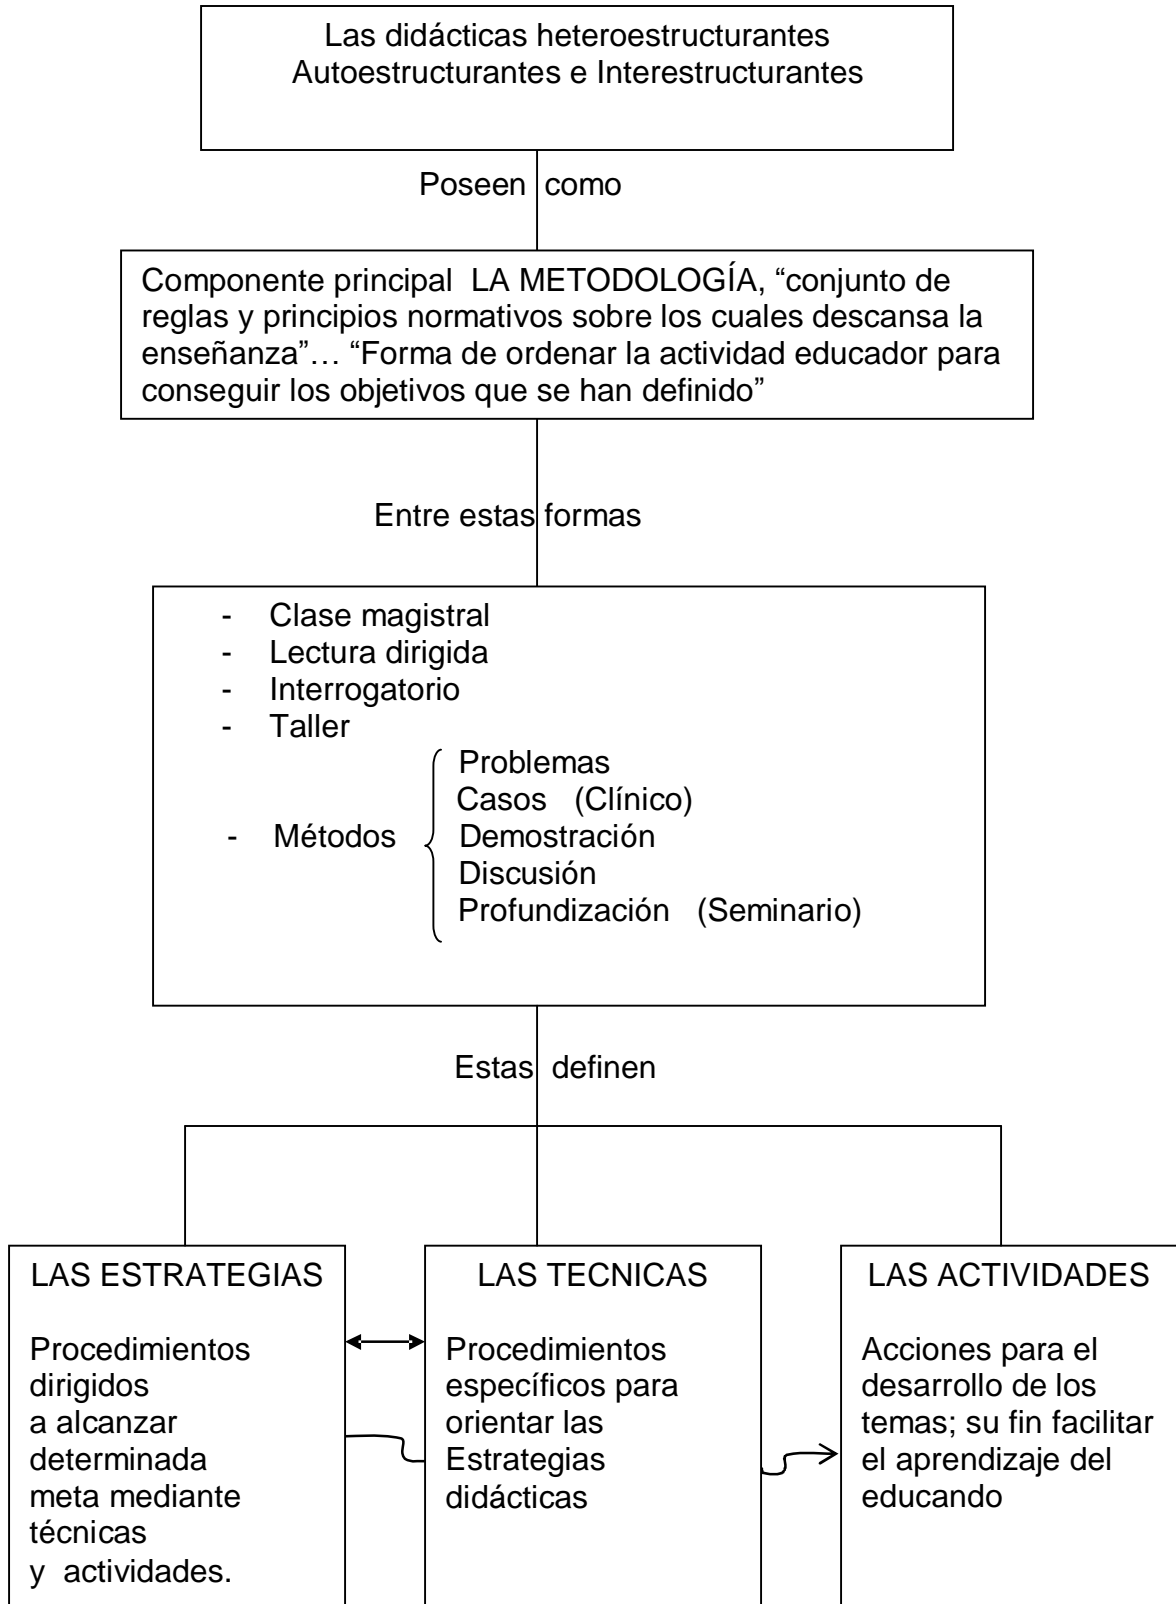 Las didácticas heteroestructurantes
Autoestructurantes e Interestructurantes
Poseen como
Componente principal LA METODOLOGÍA, “conjunto de
reglas y principios normativos sobre los cuales descansa la
enseñanza”… “Forma de ordenar la actividad educador para
conseguir los objetivos que se han definido”
Entre estas formas
- Clase magistral
- Lectura dirigida
- Interrogatorio
- Taller
- Métodos
Problemas
Casos (Clínico)
Demostración
Discusión
Profundización (Seminario)
Estas definen
LAS ESTRATEGIAS
Procedimientos
dirigidos
a alcanzar
determinada
meta mediante
técnicas
y actividades.
LAS TECNICAS
Procedimientos
específicos para
orientar las
Estrategias
didácticas
LAS ACTIVIDADES
Acciones para el
desarrollo de los
temas; su fin facilitar
el aprendizaje del
educando